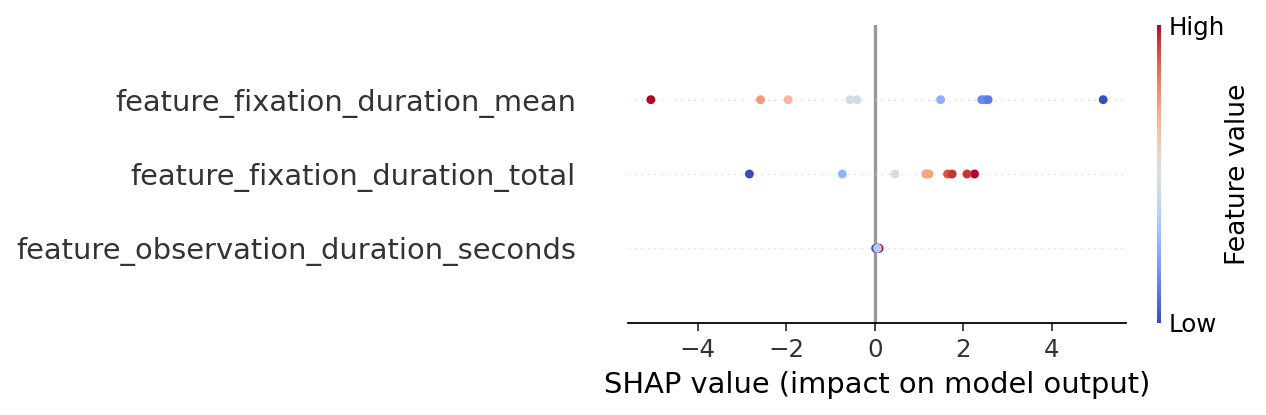 feature_fixation_duration_mean
feature_fixation_duration_total
feature_observation_duration_seconds
−4 −2 0 2 4
SHAP value (impact on model output)
High
Feature value
Low